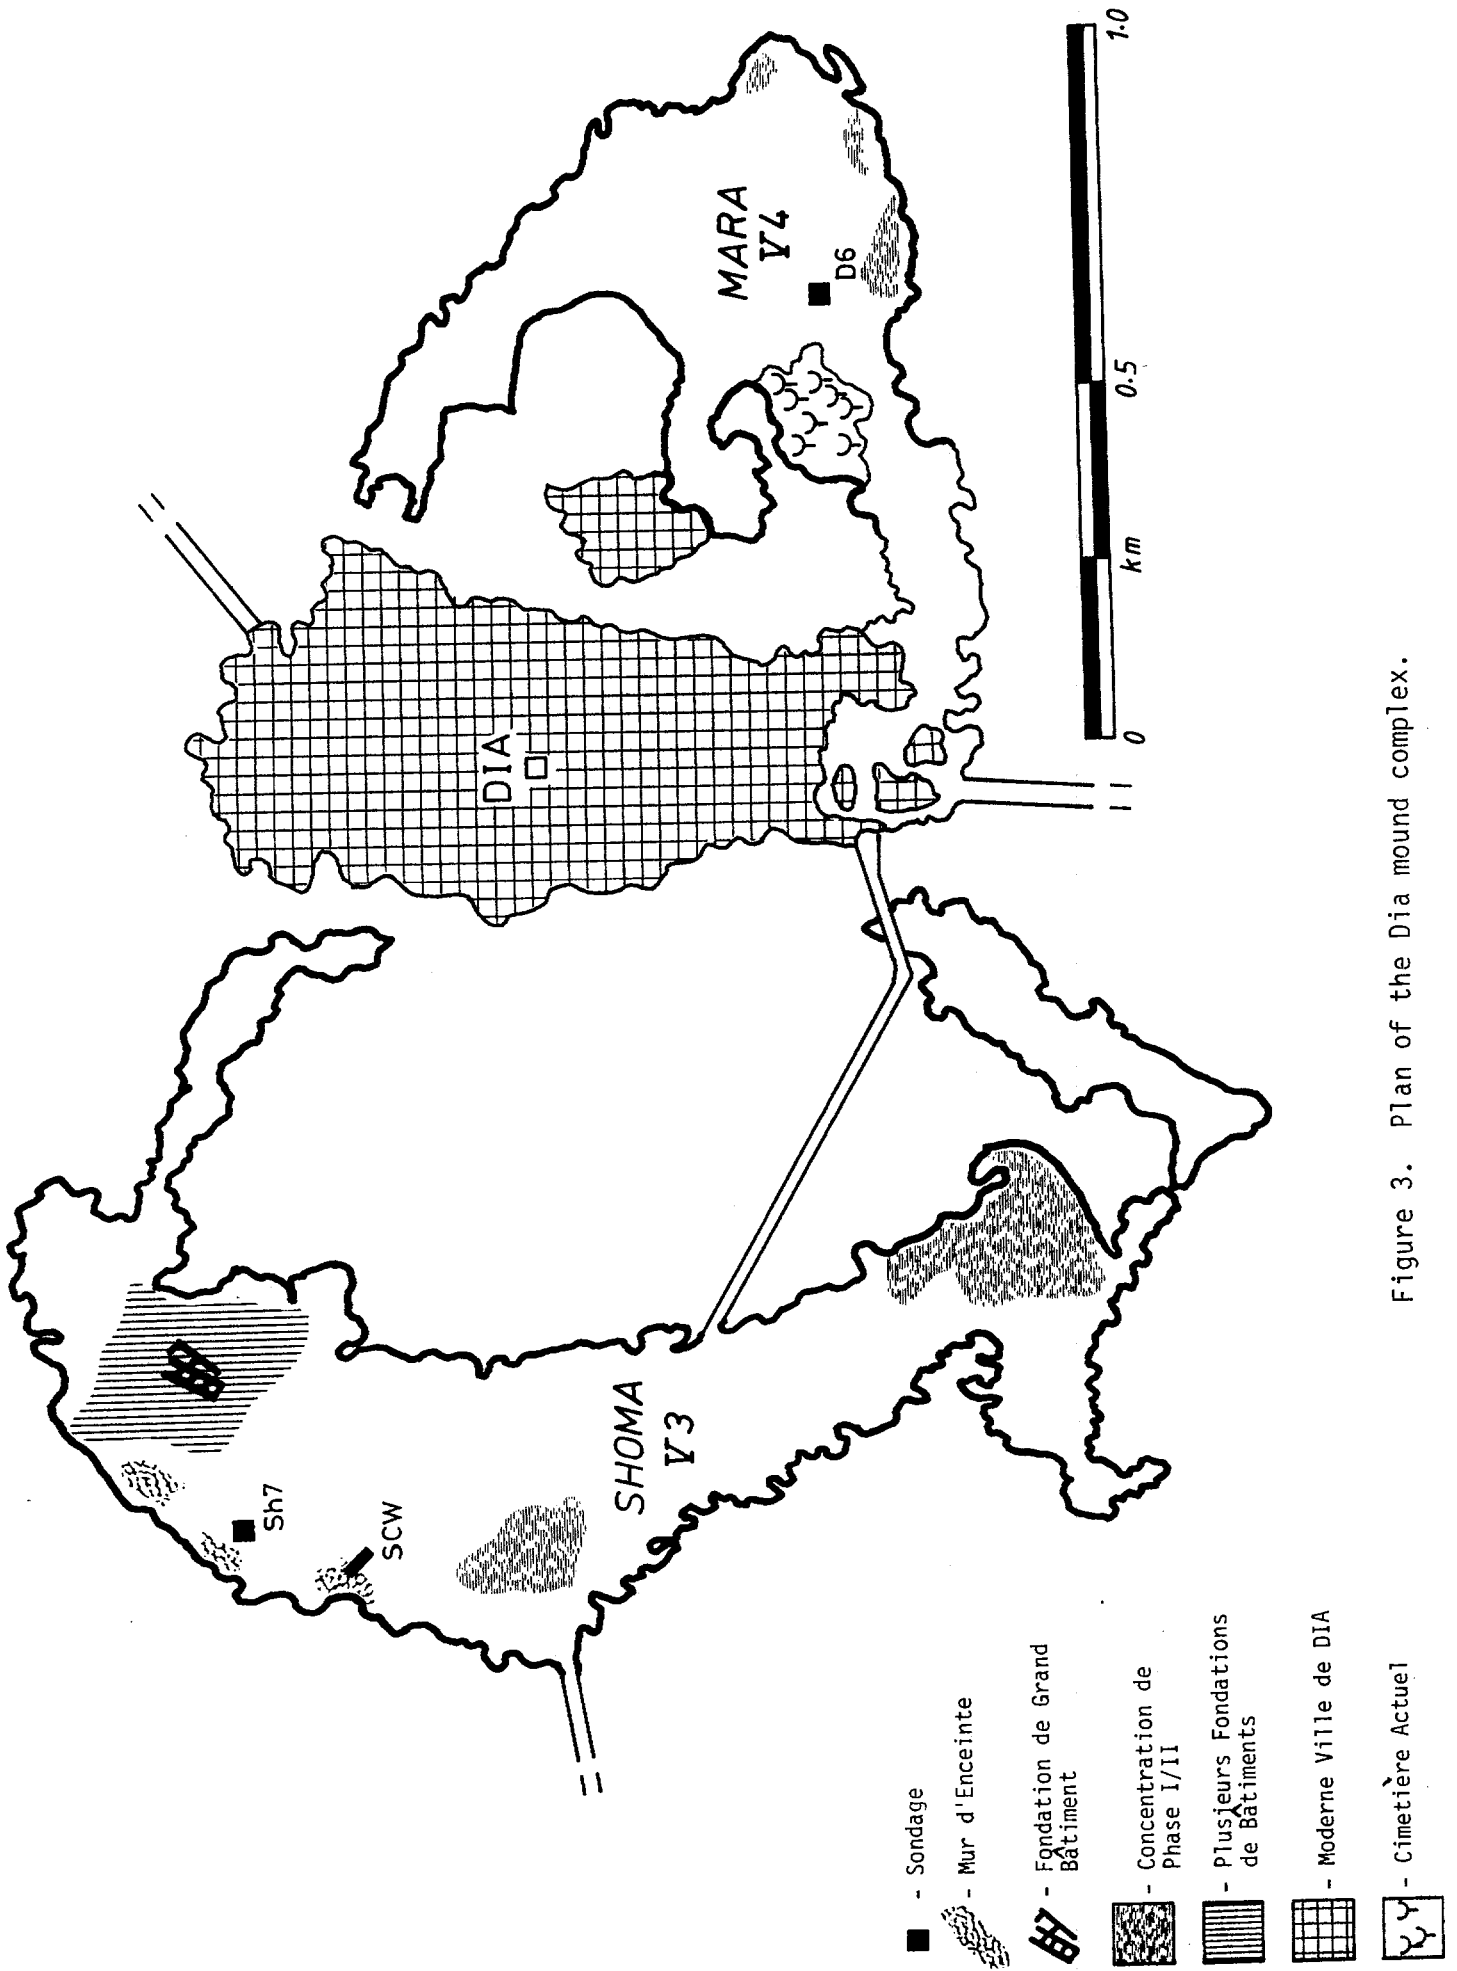 MARA
V4
D6
DIA
SHOMA
V3
Sh7
SCW
0
km
0.5
1.0
- Sondage
- Mur d'Enceinte
- Fondation de Grand
Bâtiment
- Concentration de
Phase I/II
- Plusieurs Fondations
de Bâtiments
- Moderne Ville de DIA
- Cimetière Actuel
Figure 3. Plan of the Dia mound complex.